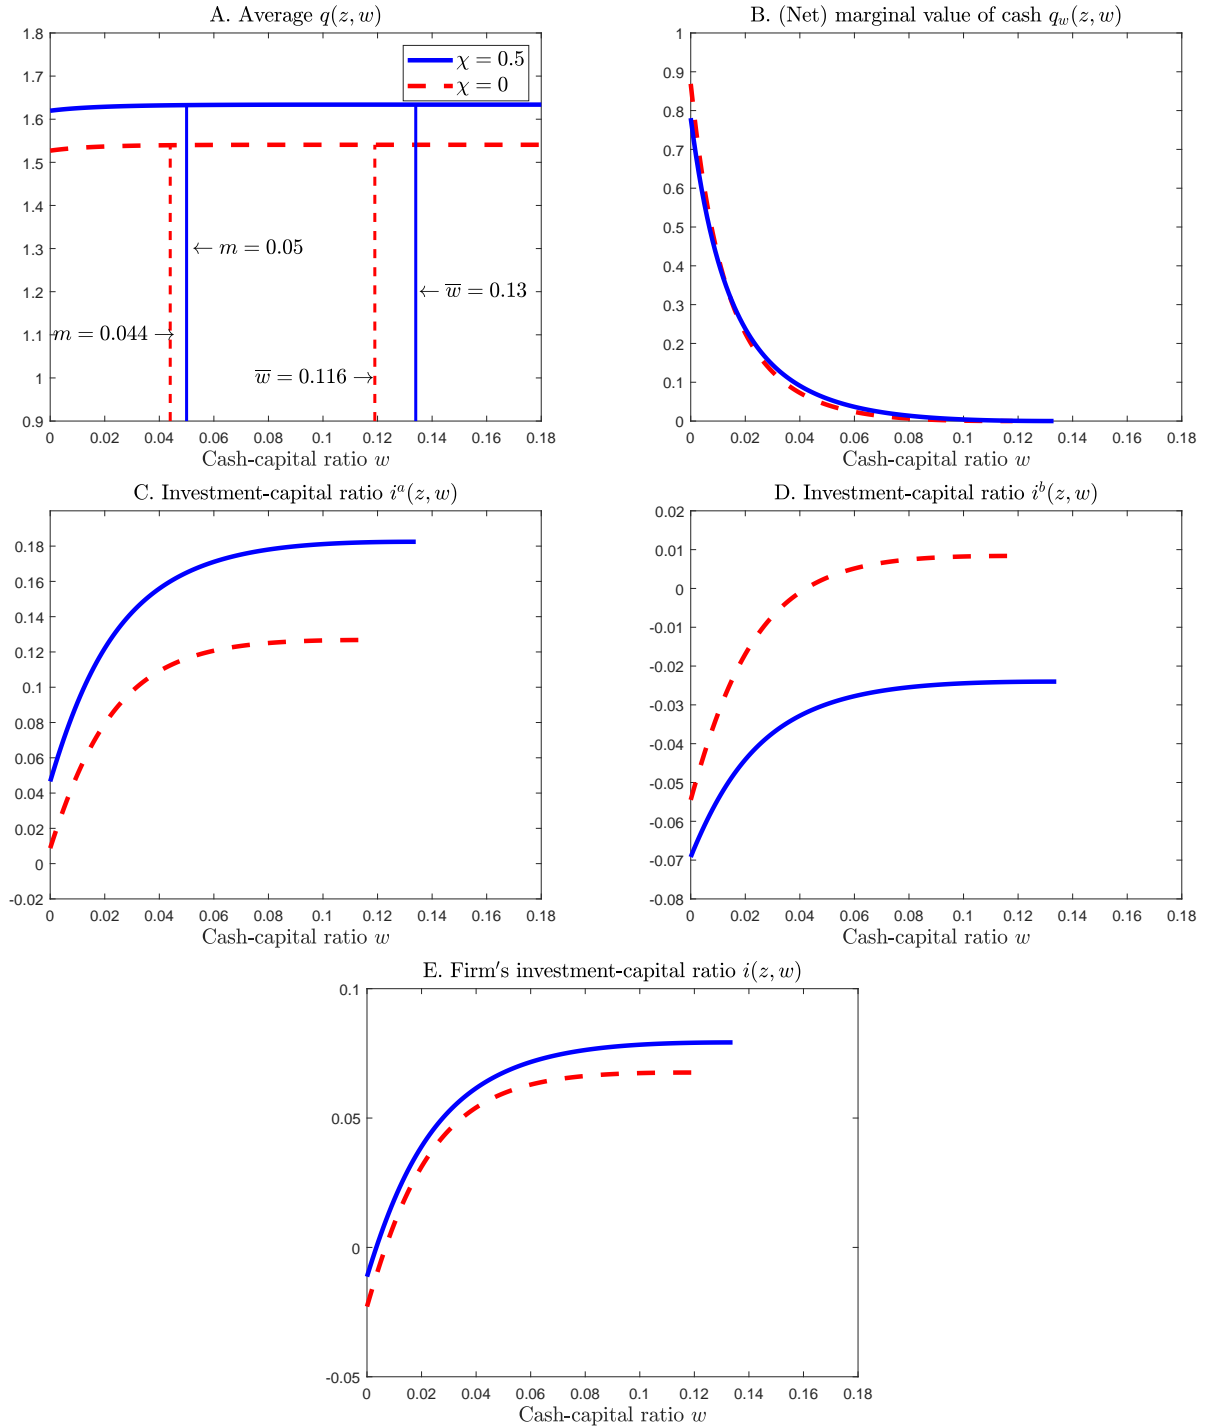 A. Average q(z, w)
1.8
1.7
1.6
1.5
1.4
1.3
1.2
1.1
1
0.9
χ = 0.5
χ = 0
← m = 0.05
← w̅ = 0.13
m = 0.044 →
w̅ = 0.116 →
0 0.02 0.04 0.06 0.08 0.1 0.12 0.14 0.16 0.18
Cash-capital ratio w
B. (Net) marginal value of cash q_w(z, w)
1
0.9
0.8
0.7
0.6
0.5
0.4
0.3
0.2
0.1
0
0 0.02 0.04 0.06 0.08 0.1 0.12 0.14 0.16 0.18
Cash-capital ratio w
C. Investment-capital ratio i^a(z, w)
0.18
0.16
0.14
0.12
0.1
0.08
0.06
0.04
0.02
0
-0.02
0 0.02 0.04 0.06 0.08 0.1 0.12 0.14 0.16 0.18
Cash-capital ratio w
D. Investment-capital ratio i^b(z, w)
0.02
0.01
0
-0.01
-0.02
-0.03
-0.04
-0.05
-0.06
-0.07
-0.08
0 0.02 0.04 0.06 0.08 0.1 0.12 0.14 0.16 0.18
Cash-capital ratio w
E. Firm's investment-capital ratio i(z, w)
0.1
0.05
0
-0.05
0 0.02 0.04 0.06 0.08 0.1 0.12 0.14 0.16 0.18
Cash-capital ratio w